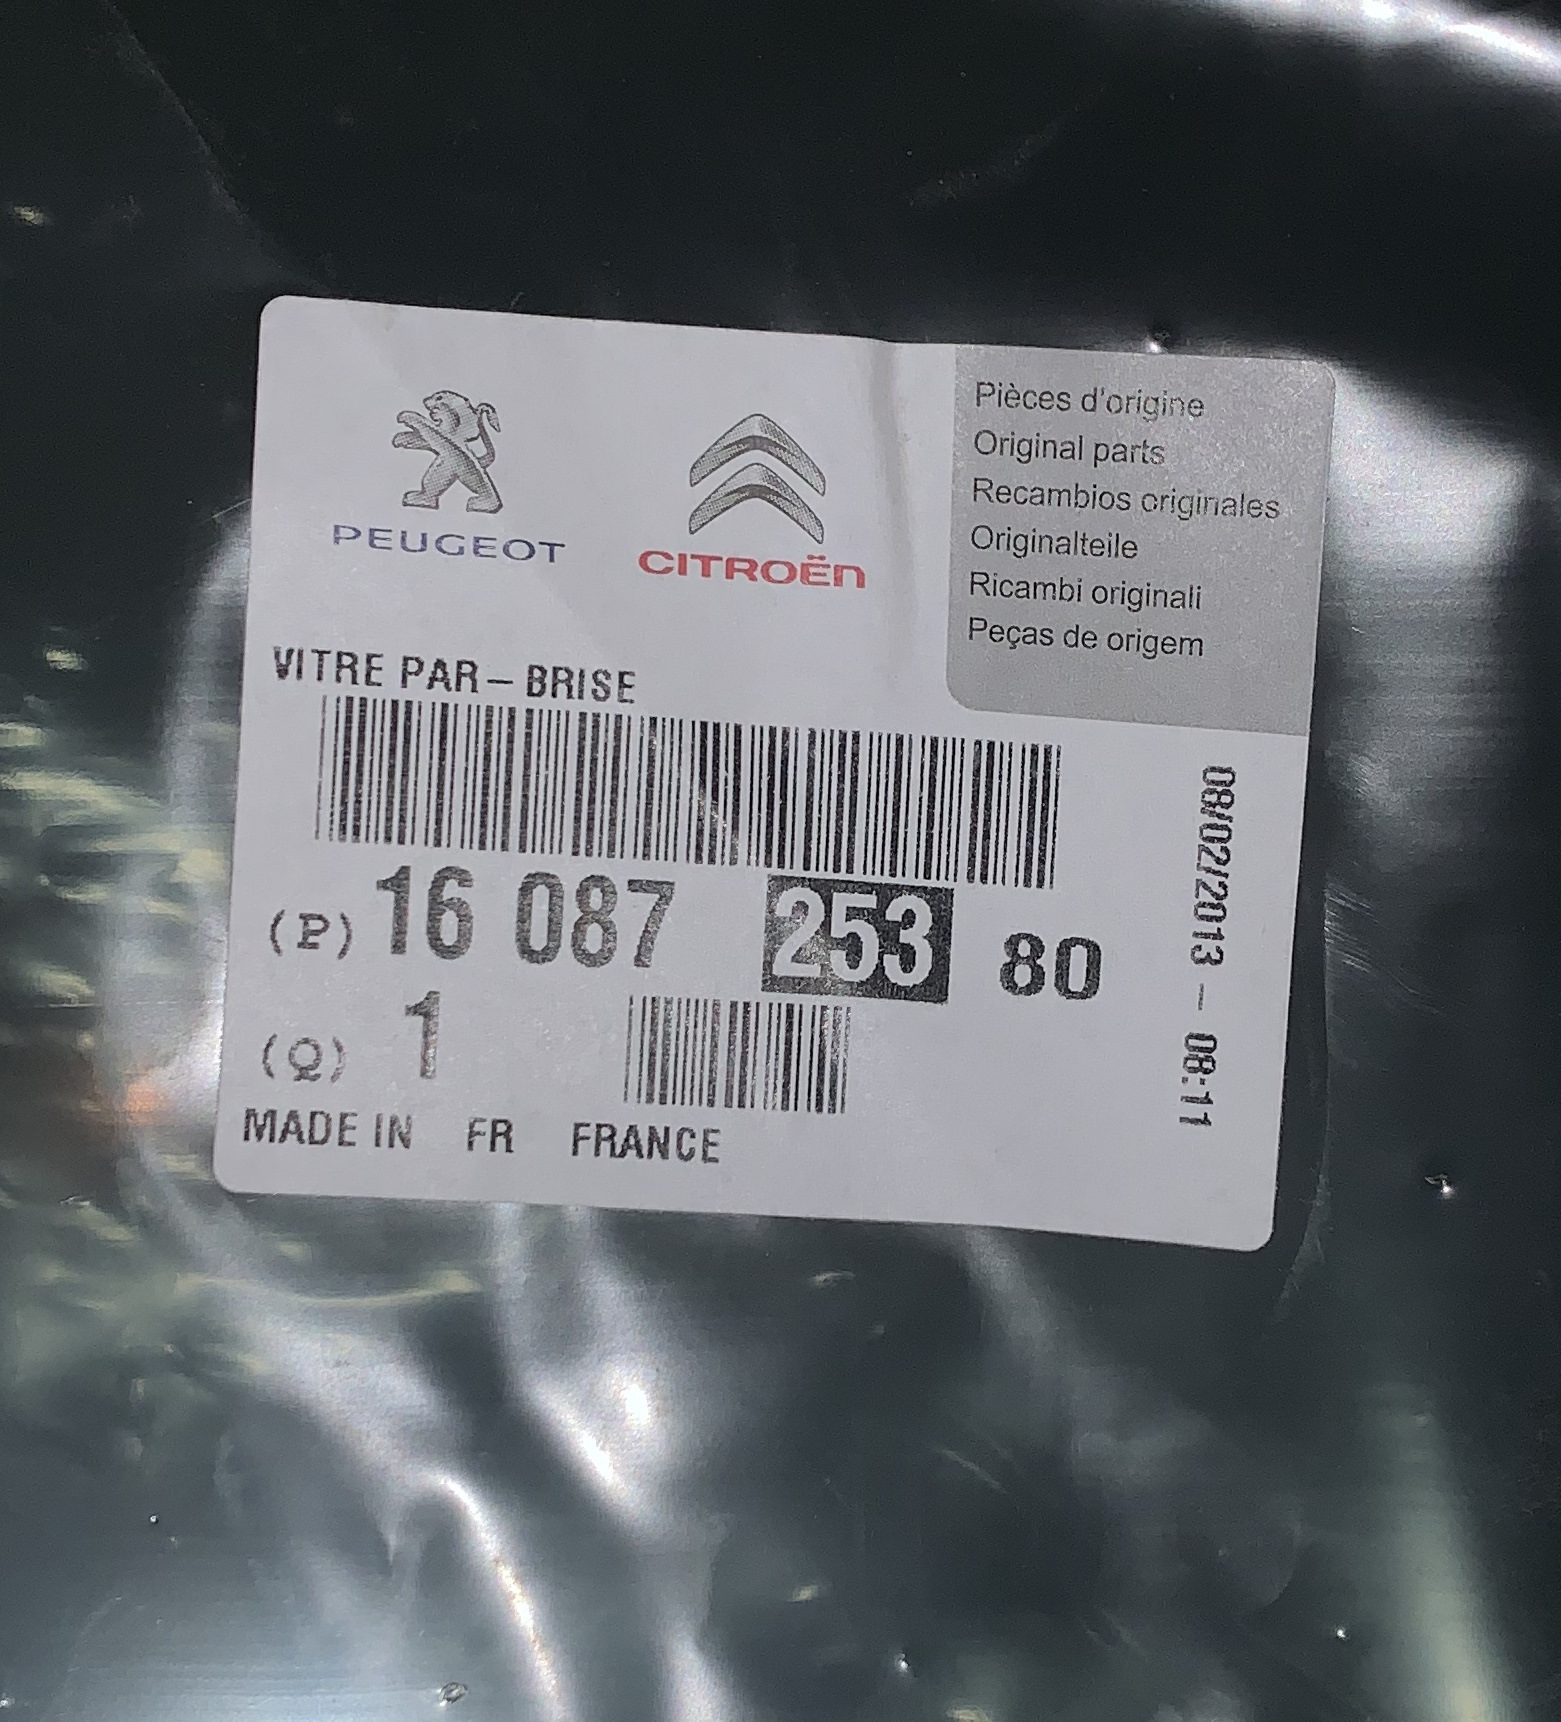 PEUGEOT
CITROËN
Pièces d'origine
Original parts
Recambios originales
Originalteile
Ricambi originali
Peças de origem
VITRE PAR-BRISE
(P) 16 087 253 80
(Q) 1
MADE IN FR FRANCE
08/02/2013 - 08:11